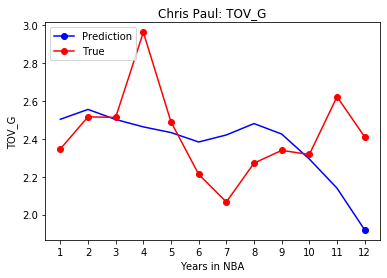 Chris Paul: TOV_G
Prediction
True
TOV_G
3.0
2.8
2.6
2.4
2.2
2.0
1 2 3 4 5 6 7 8 9 10 11 12
Years in NBA